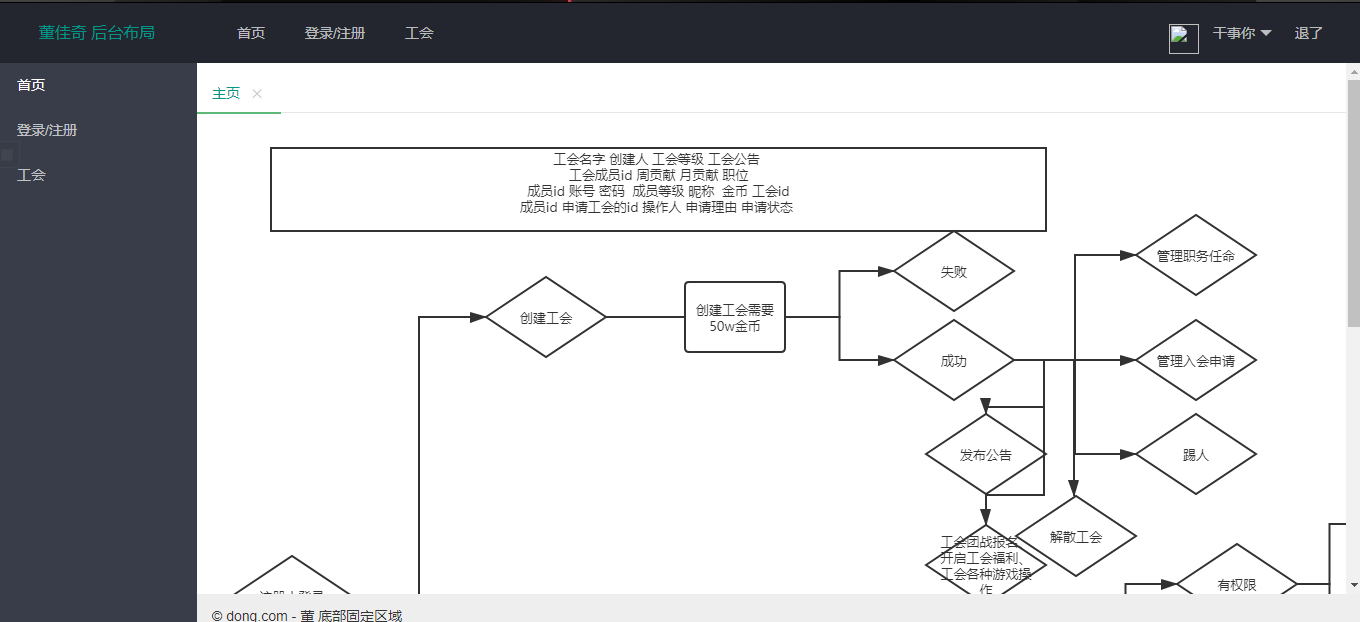 董佳奇 后台布局
首页
登录/注册
工会
干事你
退了
首页
登录/注册
工会
主页
工会名字 创建人 工会等级 工会公告
工会成员id 周贡献 月贡献 职位
成员id 账号 密码 成员等级 昵称 金币 工会id
成员id 申请工会的id 操作人 申请理由 申请状态
失败
管理职务任命
创建工会
创建工会需要
50w金币
成功
管理入会申请
发布公告
踢人
工会团战报名、
开启工会福利、
工会各种游戏操
作
解散工会
有权限
© dong.com - 董 底部固定区域